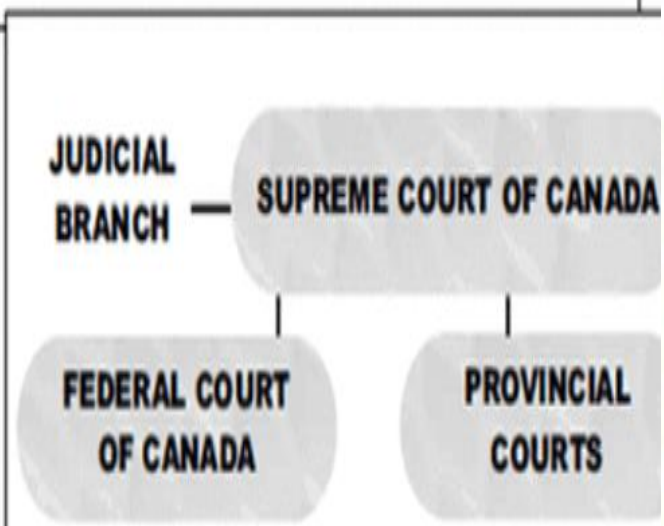 JUDICIAL
BRANCH
SUPREME COURT OF CANADA
FEDERAL COURT
OF CANADA
PROVINCIAL
COURTS